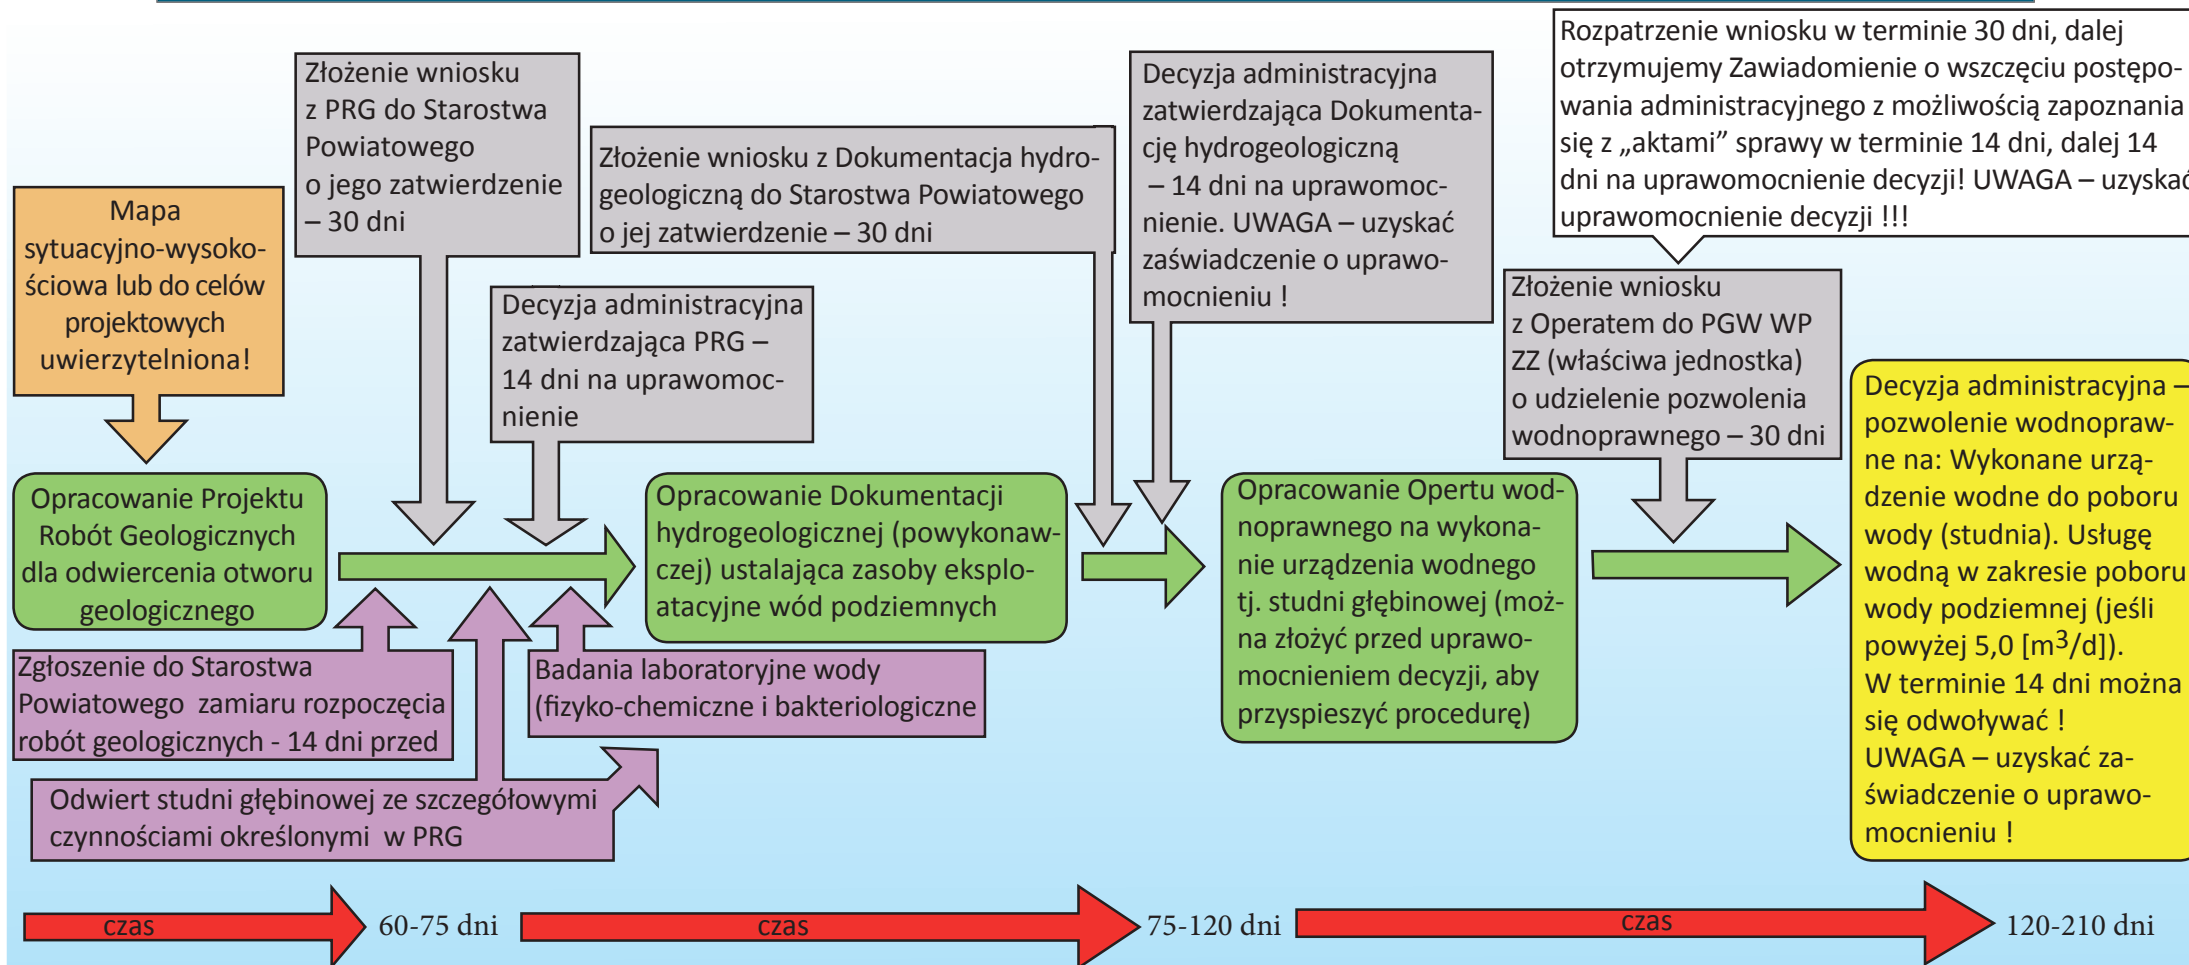 Mapa
sytuacyjno-wysoko-
ściowa lub do celów
projektowych
uwierzytelniona!
Złożenie wniosku
z PRG do Starostwa
Powiatowego
o jego zatwierdzenie
– 30 dni
Decyzja administracyjna
zatwierdzająca PRG –
14 dni na uprawomoc-
nienie
Złożenie wniosku z Dokumentacja hydro-
geologiczną do Starostwa Powiatowego
o jej zatwierdzenie – 30 dni
Decyzja administracyjna
zatwierdzająca Dokumenta-
cję hydrogeologiczną
– 14 dni na uprawomoc-
nienie. UWAGA – uzyskać
zaświadczenie o uprawo-
mocnieniu !
Rozpatrzenie wniosku w terminie 30 dni, dalej
otrzymujemy Zawiadomienie o wszczęciu postępo-
wania administracyjnego z możliwością zapoznania
się z „aktami” sprawy w terminie 14 dni, dalej 14
dni na uprawomocnienie decyzji! UWAGA – uzyskać
uprawomocnienie decyzji !!!
Złożenie wniosku
z Operatem do PGW WP
ZZ (właściwa jednostka)
o udzielenie pozwolenia
wodnoprawnego – 30 dni
Opracowanie Projektu
Robót Geologicznych
dla odwiercenia otworu
geologicznego
Opracowanie Dokumentacji
hydrogeologicznej (powykonaw-
czej) ustalająca zasoby eksplo-
atacyjne wód podziemnych
Opracowanie Opertu wod-
noprawnego na wykona-
nie urządzenia wodnego
tj. studni głębinowej (moż-
na złożyć przed uprawo-
mocnieniem decyzji, aby
przyspieszyć procedurę)
Decyzja administracyjna –
pozwolenie wodnopraw-
ne na: Wykonane urzą-
dzenie wodne do poboru
wody (studnia). Usługę
wodną w zakresie poboru
wody podziemnej (jeśli
powyżej 5,0 [m3/d]).
W terminie 14 dni można
się odwoływać !
UWAGA – uzyskać za-
świadczenie o uprawo-
mocnieniu !
Zgłoszenie do Starostwa
Powiatowego zamiaru rozpoczęcia
robót geologicznych - 14 dni przed
Badania laboratoryjne wody
(fizyko-chemiczne i bakteriologiczne
Odwiert studni głębinowej ze szczegółowymi
czynnościami określonymi w PRG
czas
60-75 dni
czas
75-120 dni
czas
120-210 dni